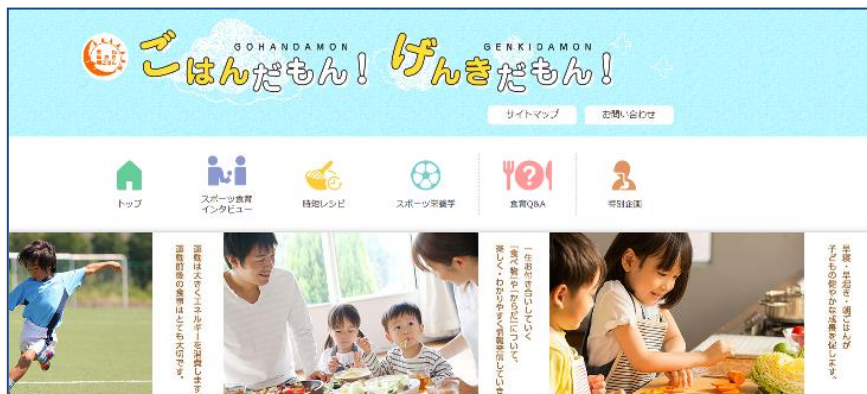 GOHANDAMON
ごはんだもん!
GENKIDAMON
げんきだもん!
サイトマップ
お問い合わせ
トップ
スポーツ食育
インタビュー
時短レシピ
スポーツ栄養学
食育Q&A
特別企画
運動は大きくエネルギーを消費します
運動前後の食事はとても大切です。
一生お付き合いしていく
「食べ物」や「からだ」について、
楽しく・わかりやすく情報発信していき
早寝・早起き・朝ごはんが
子どもの健やかな成長を促します。